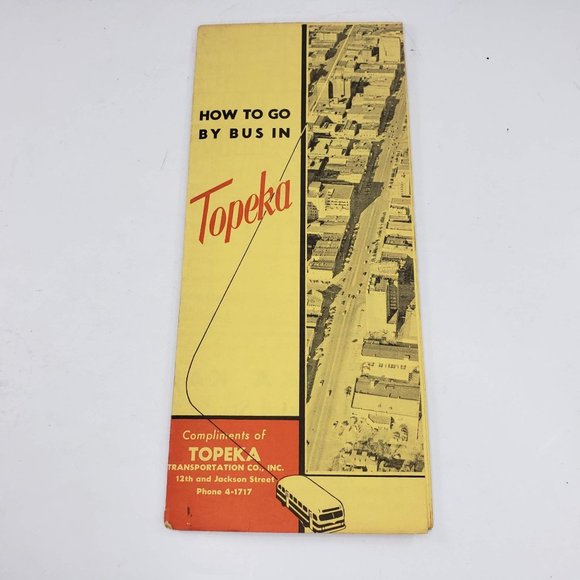 HOW TO GO
BY BUS IN
Topeka
Compliments of
TOPEKA
TRANSPORTATION CO., INC.
12th and Jackson Street
Phone 4-1717